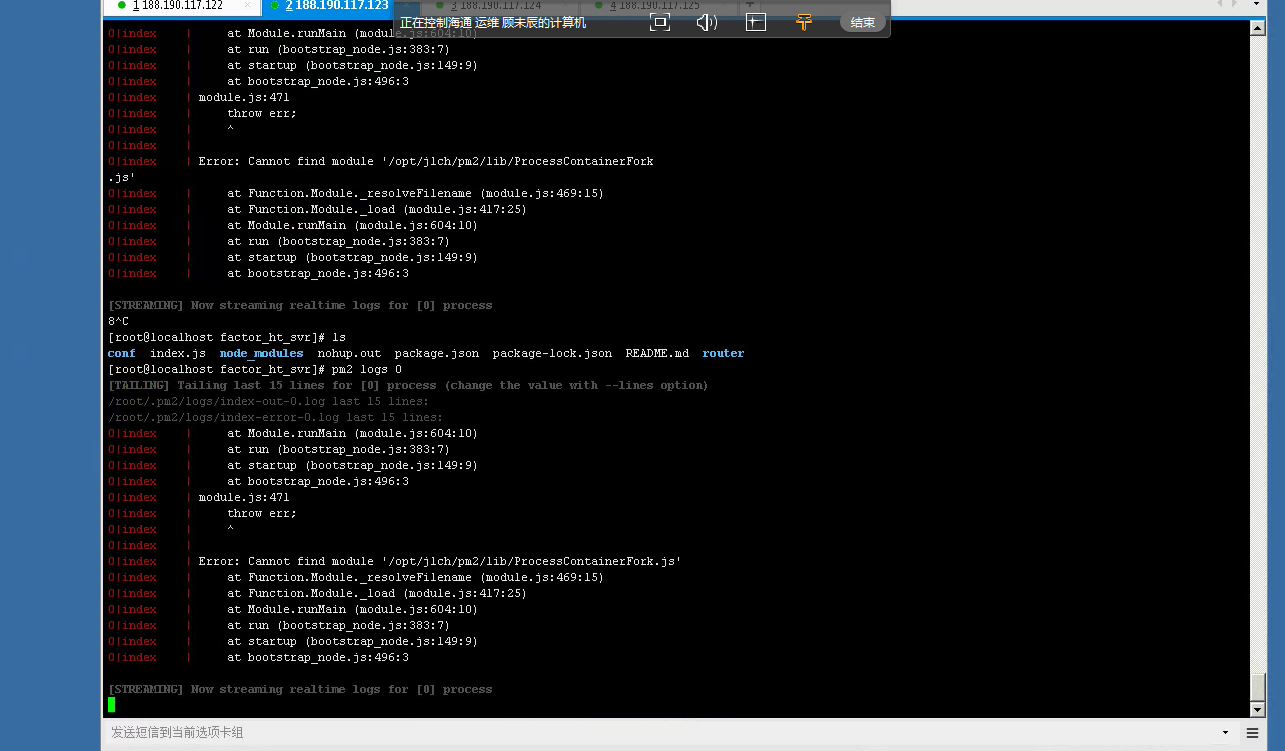 1 188.190.117.122
2 188.190.117.123
3 188.190.117.124
4 188.190.117.125
正在控制海通 运维 顾未辰的计算机
结束
0|index    |     at Module.runMain (module.js:604:10)
0|index    |     at run (bootstrap_node.js:383:7)
0|index    |     at startup (bootstrap_node.js:149:9)
0|index    |     at bootstrap_node.js:496:3
0|index    | module.js:471
0|index    |     throw err;
0|index    |     ^
0|index    |
0|index    | Error: Cannot find module '/opt/jlch/pm2/lib/ProcessContainerFork
.js'
0|index    |     at Function.Module._resolveFilename (module.js:469:15)
0|index    |     at Function.Module._load (module.js:417:25)
0|index    |     at Module.runMain (module.js:604:10)
0|index    |     at run (bootstrap_node.js:383:7)
0|index    |     at startup (bootstrap_node.js:149:9)
0|index    |     at bootstrap_node.js:496:3
[STREAMING] Now streaming realtime logs for [0] process
8^C
[root@localhost factor_ht_svr]# ls
conf  index.js  node_modules  nohup.out  package.json  package-lock.json  README.md  router
[root@localhost factor_ht_svr]# pm2 logs 0
[TAILING] Tailing last 15 lines for [0] process (change the value with --lines option)
/root/.pm2/logs/index-out-0.log last 15 lines:
/root/.pm2/logs/index-error-0.log last 15 lines:
0|index    |     at Module.runMain (module.js:604:10)
0|index    |     at run (bootstrap_node.js:383:7)
0|index    |     at startup (bootstrap_node.js:149:9)
0|index    |     at bootstrap_node.js:496:3
0|index    | module.js:471
0|index    |     throw err;
0|index    |     ^
0|index    |
0|index    | Error: Cannot find module '/opt/jlch/pm2/lib/ProcessContainerFork.js'
0|index    |     at Function.Module._resolveFilename (module.js:469:15)
0|index    |     at Function.Module._load (module.js:417:25)
0|index    |     at Module.runMain (module.js:604:10)
0|index    |     at run (bootstrap_node.js:383:7)
0|index    |     at startup (bootstrap_node.js:149:9)
0|index    |     at bootstrap_node.js:496:3
[STREAMING] Now streaming realtime logs for [0] process
发送短信到当前选项卡组